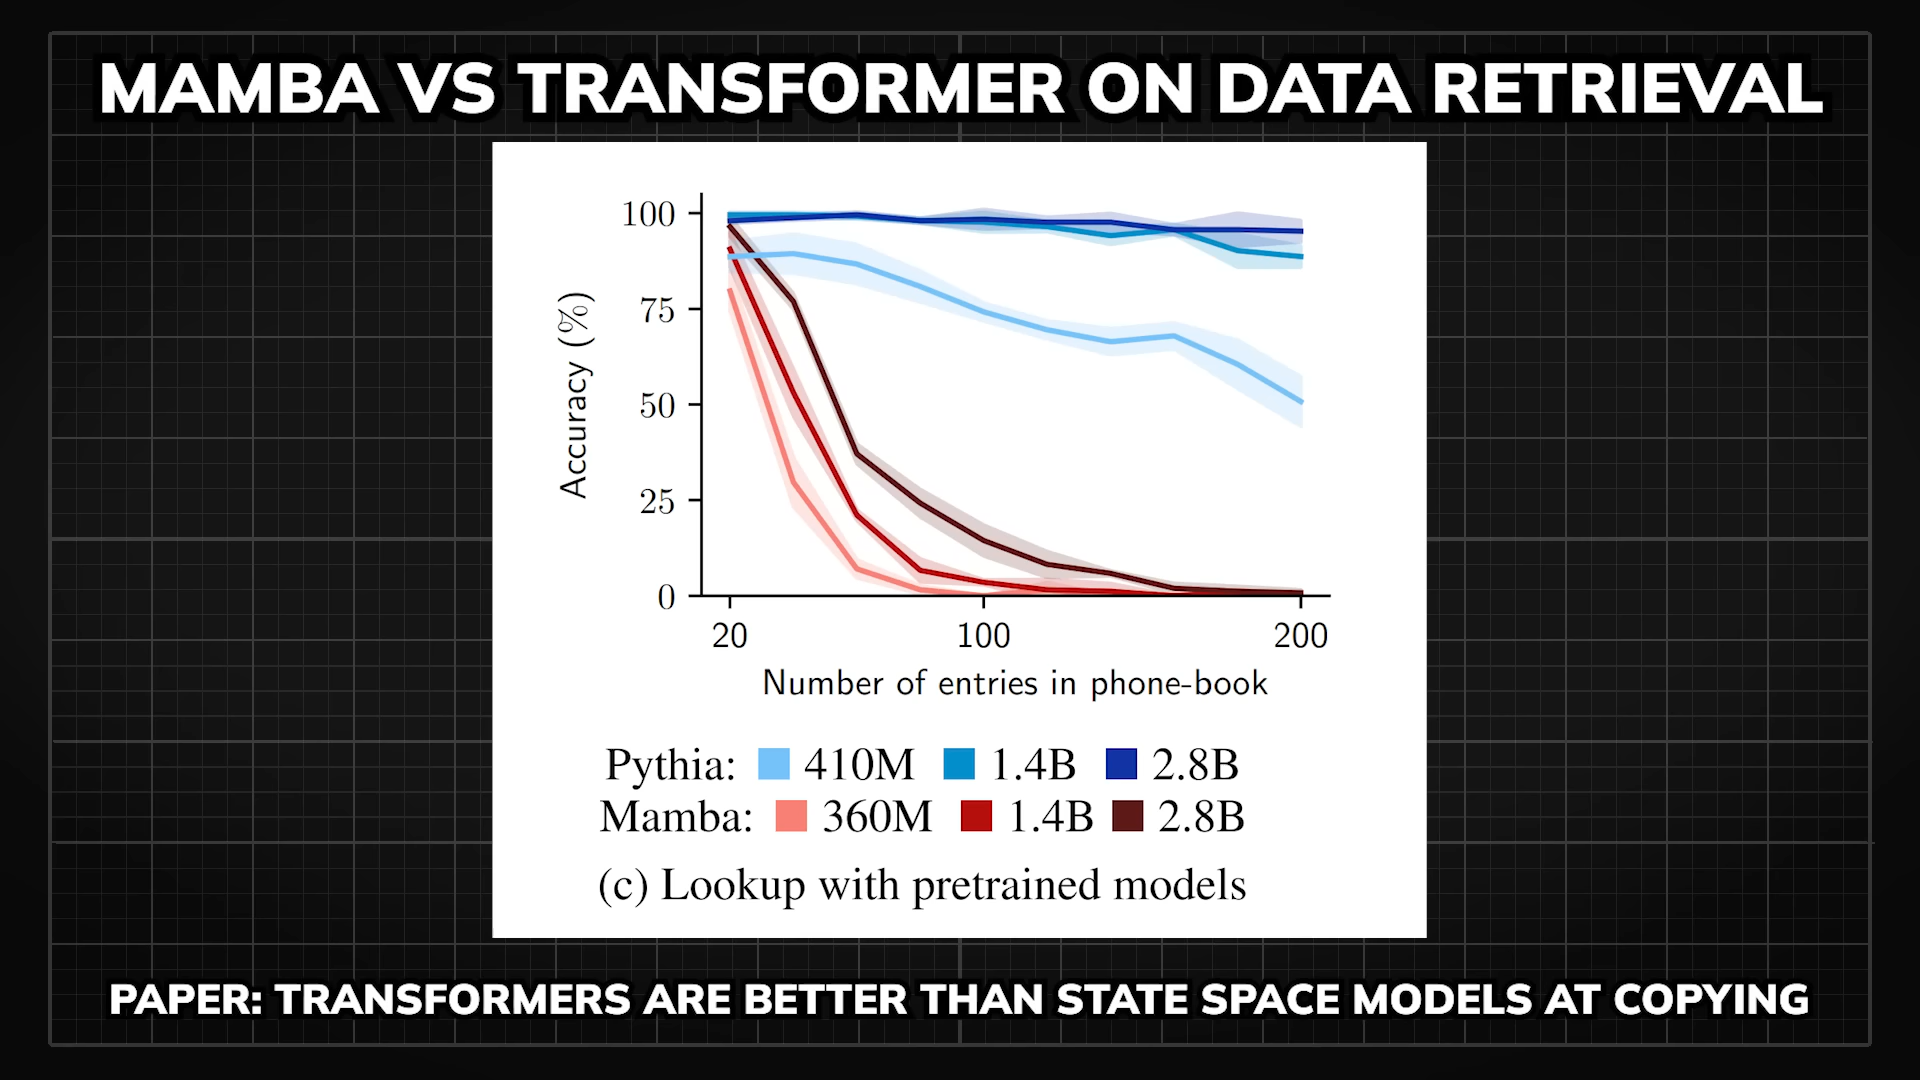 MAMBA VS TRANSFORMER ON DATA RETRIEVAL
100
75
50
25
0
Accuracy (%)
20 100 200
Number of entries in phone-book
Pythia: 410M 1.4B 2.8B
Mamba: 360M 1.4B 2.8B
(c) Lookup with pretrained models
PAPER: TRANSFORMERS ARE BETTER THAN STATE SPACE MODELS AT COPYING